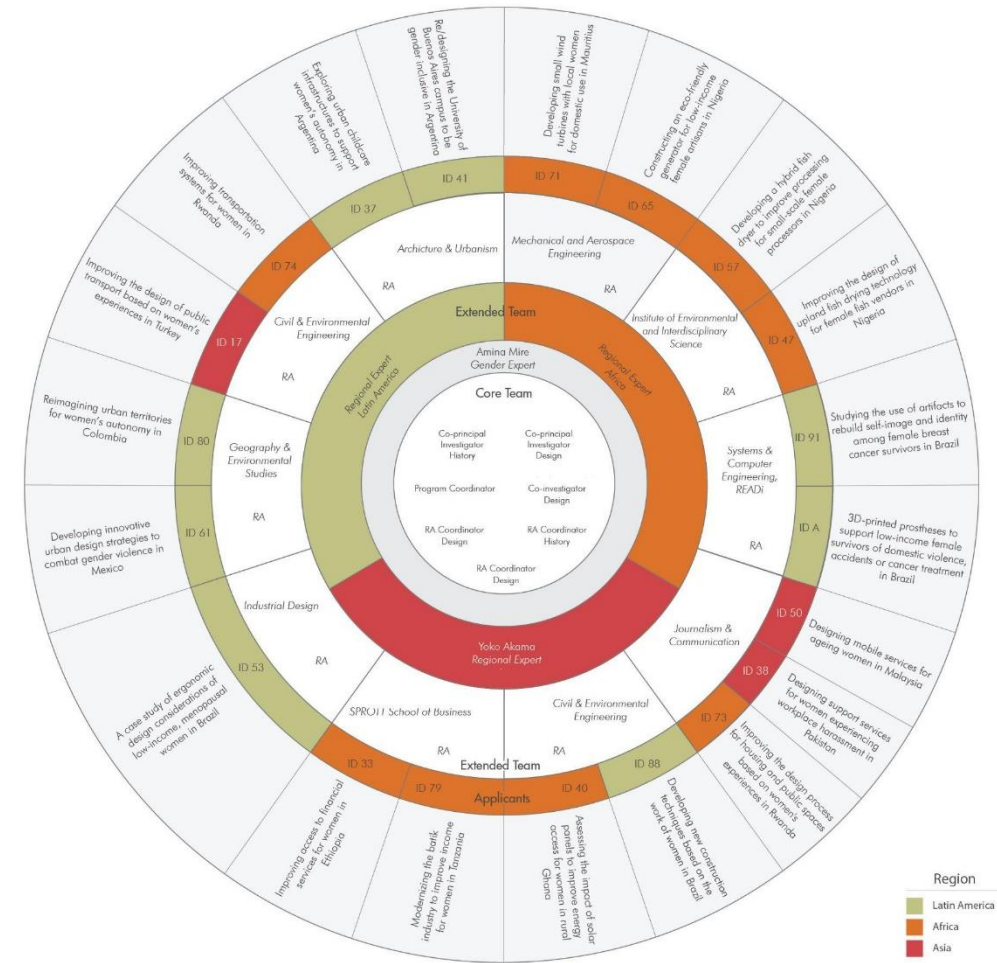 Re/designing the University of
Buenos Aires campus to be
gender inclusive in Argentina
Developing small wind
turbines with local women
for domestic use in Mauritius
Constructing an eco-friendly
generator for low-income
female artisans in Nigeria
Developing a hybrid fish
dryer to improve processing
for small-scale female
processors in Nigeria
Improving the design of
upland fish drying technology
for female fish vendors in
Nigeria
Studying the use of artifacts to
rebuild self-image and identity
among female breast
cancer survivors in Brazil
3D-printed prostheses to
support low-income female
survivors of domestic violence,
accidents or cancer treatment
in Brazil
Designing mobile services for
ageing women in Malaysia
Designing support services
for women experiencing
workplace harassment in
Pakistan
Improving the design process
for housing and public spaces
based on women's
experiences in Rwanda
Developing new construction
techniques based on the
work of women in Brazil
Assessing the impact of solar
panels to improve energy
access for women in rural
Ghana
Modernizing the batik
industry to improve income
for women in Tanzania
Improving access to financial
services for women in
Ethiopia
A case study of ergonomic
design considerations of
low-income, menopausal
women in Brazil
Developing innovative
urban design strategies to
combat gender violence in
Mexico
Reimagining urban territories
for women's autonomy in
Colombia
Improving the design of public
transport based on women's
experiences in Turkey
Improving transportation
systems for women in
Rwanda
Exploring urban childcare
infrastructures to support
women's autonomy in
Argentina
ID 41
ID 71
ID 65
ID 57
ID 47
ID 91
ID A
ID 50
ID 38
ID 73
ID 88
ID 40
ID 79
ID 33
ID 53
ID 61
ID 80
ID 17
ID 74
ID 37
Extended Team
Applicants
Architure & Urbanism
RA
Mechanical and Aerospace
Engineering
RA
Institute of Environmental
and Interdisciplinary
Science
RA
Systems &
Computer
Engineering,
READi
RA
Journalism &
Communication
Civil & Environmental
Engineering
RA
SPROTT School of Business
RA
Industrial Design
RA
Geography &
Environmental
Studies
RA
Civil & Environmental
Engineering
RA
Extended Team
Regional Expert
Latin America
Regional Expert
Africa
Yoko Akama
Regional Expert
Amina Mire
Gender Expert
Core Team
Co-principal
Investigator
History
Co-principal
Investigator
Design
Program Coordinator
Co-investigator
Design
RA Coordinator
Design
RA Coordinator
History
RA Coordinator
Design
Region
Latin America
Africa
Asia